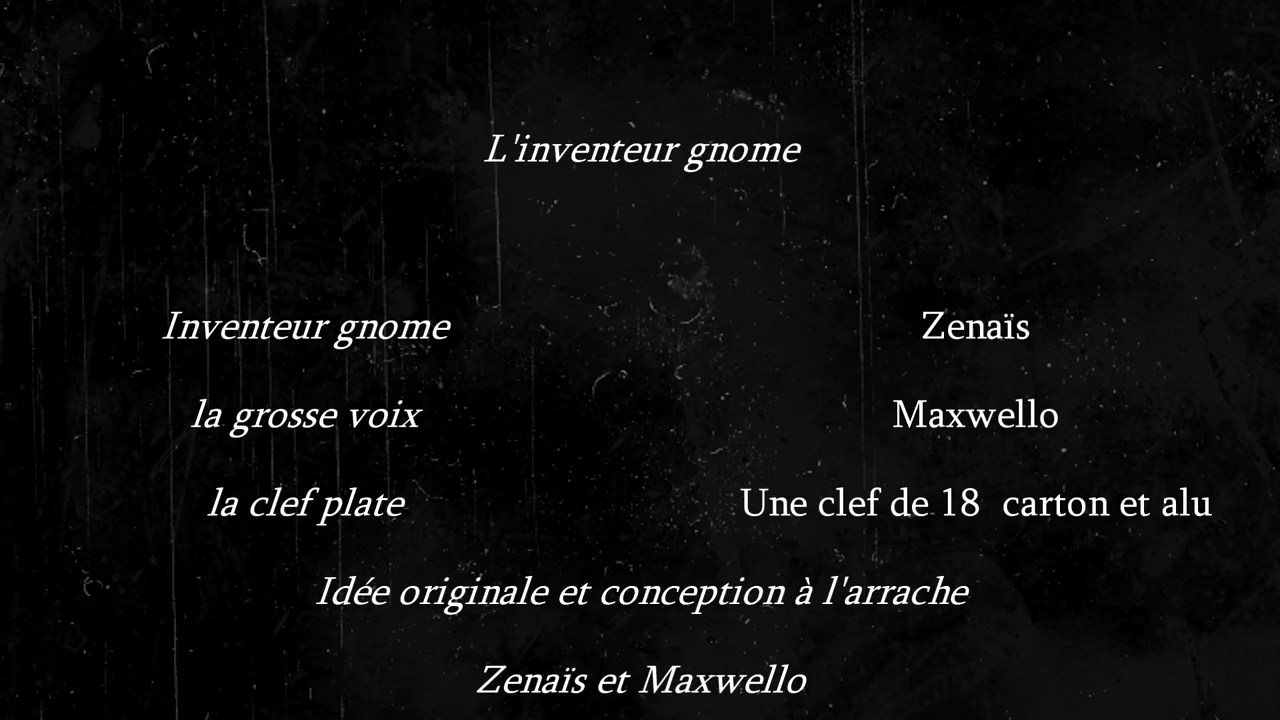 L'inventeur gnome
Inventeur gnome Zenaïs
la grosse voix Maxwello
la clef plate Une clef de 18 carton et alu
Idée originale et conception à l'arrache
Zenaïs et Maxwello